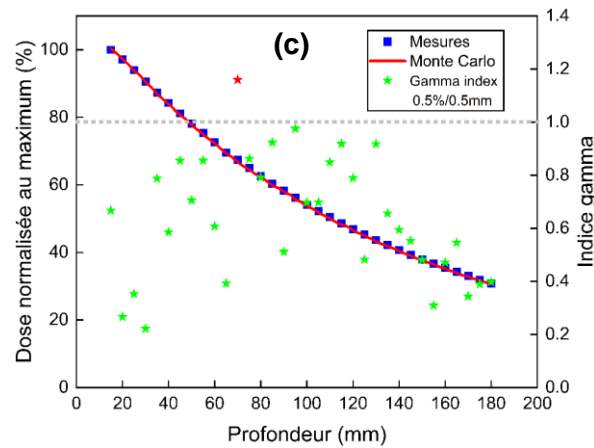 (c)
Mesures
Monte Carlo
Gamma index
0.5%/0.5mm
Dose normalisée au maximum (%)
100
80
60
40
20
0
1.4
1.2
1.0
0.8
0.6
0.4
0.2
0.0
Indice gamma
0 20 40 60 80 100 120 140 160 180 200
Profondeur (mm)